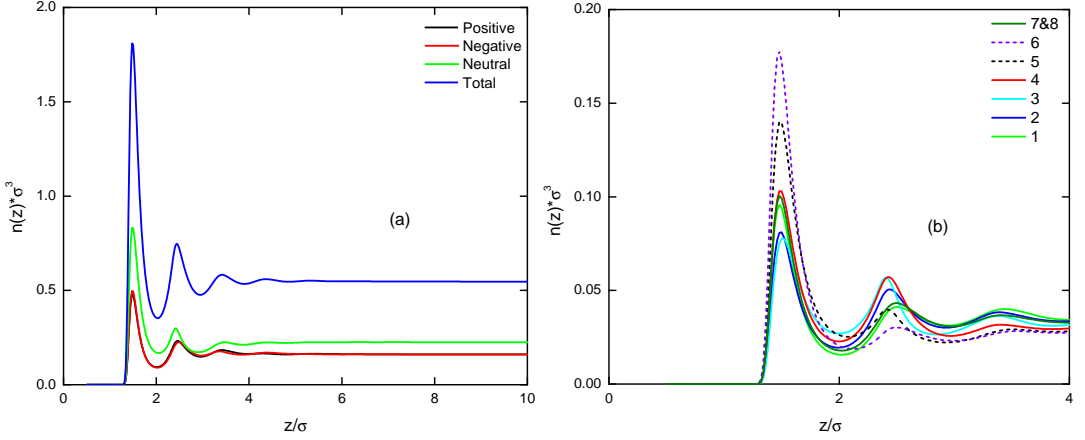 2.0
1.5
1.0
0.5
0.0
n(z)*σ³
Positive
Negative
Neutral
Total
(a)
0 2 4 6 8 10
z/σ
0.20
0.15
0.10
0.05
0.00
n(z)*σ³
7&8
6
5
4
3
2
1
(b)
0 1 2 3 4
z/σ